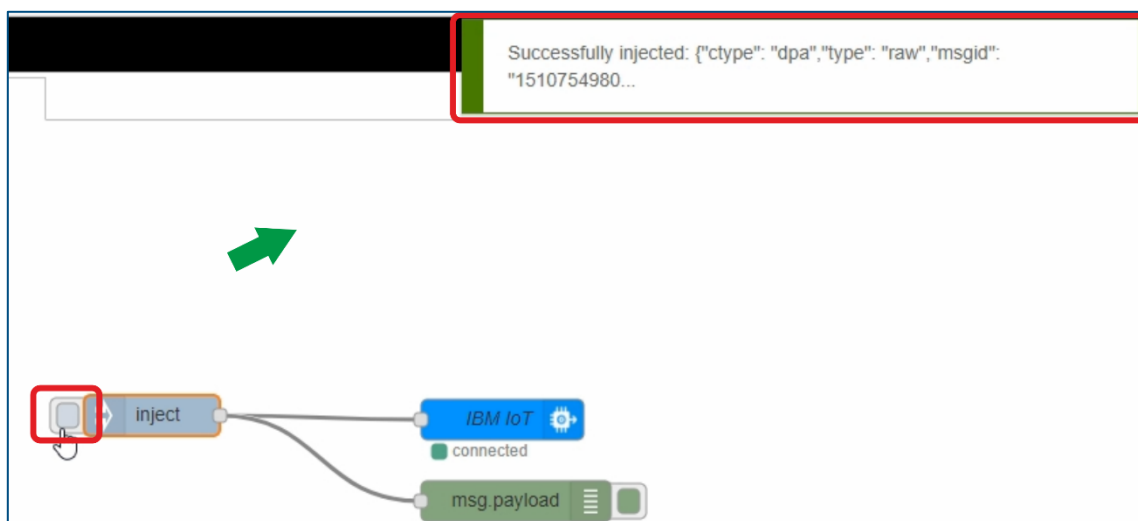 Successfully injected: {"ctype": "dpa","type": "raw","msgid":
"1510754980...
inject
IBM IoT
connected
msg.payload